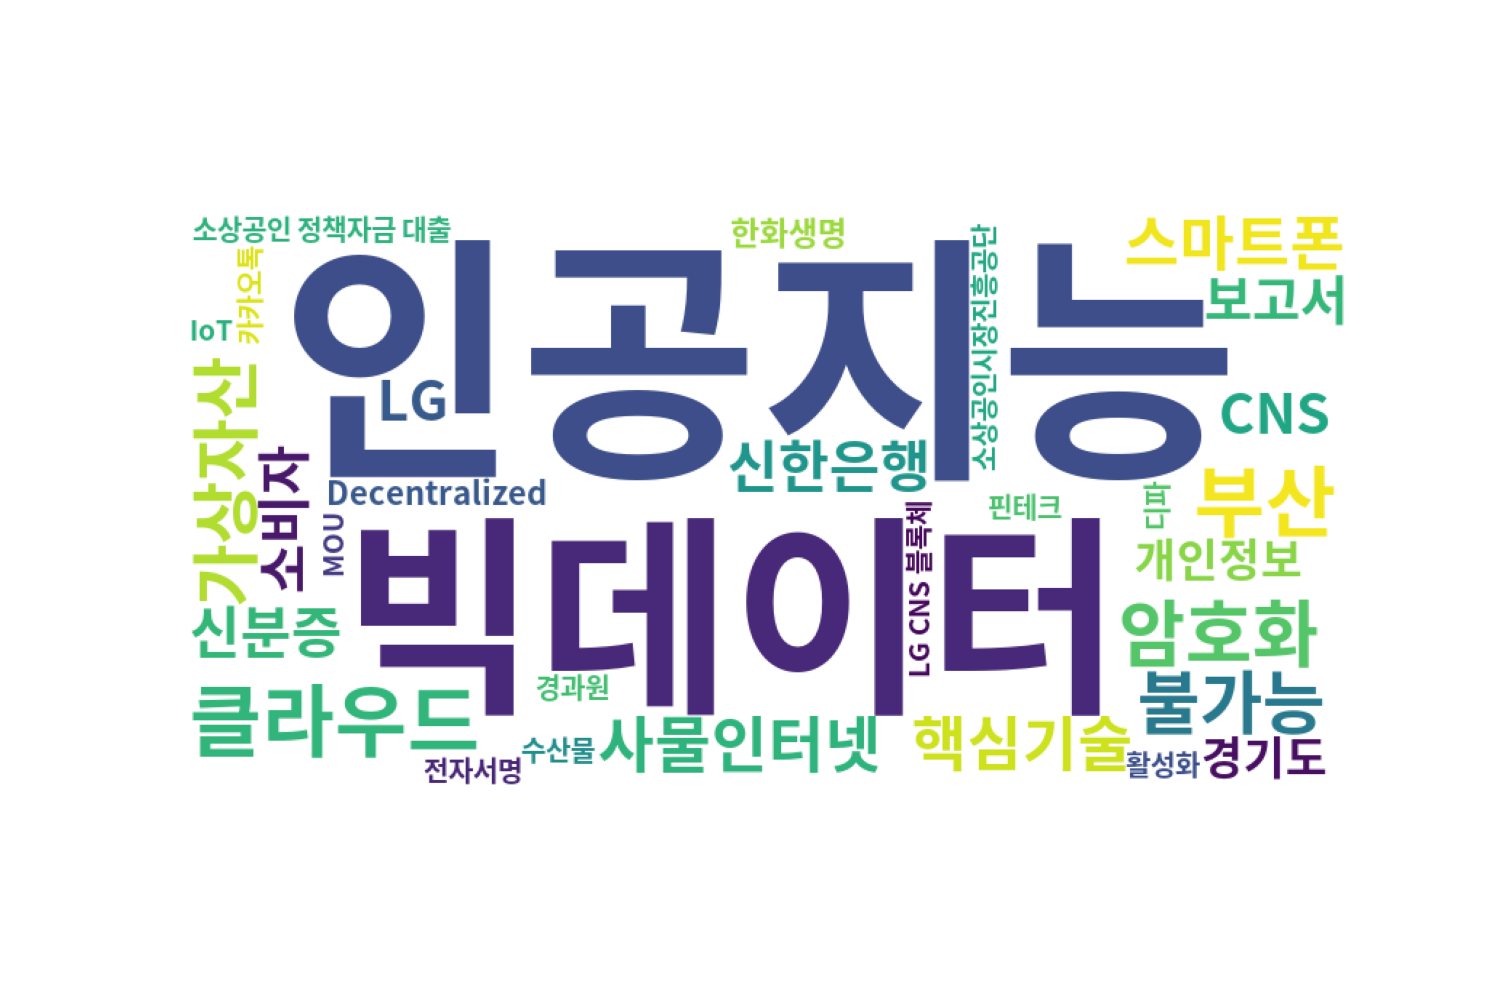 소상공인 정책자금 대출
한화생명
스마트폰
카카오톡
IoT
인공지능
소상공인시장진흥공단
보고서
LG
CNS
가상자산
소비자
신한은행
Decentralized
MOU
핀테크
디파
부산
빅데이터
LG CNS 블록체
개인정보
신분증
암호화
클라우드
경과원
불가능
전자서명
수산물
사물인터넷
핵심기술
활성화
경기도